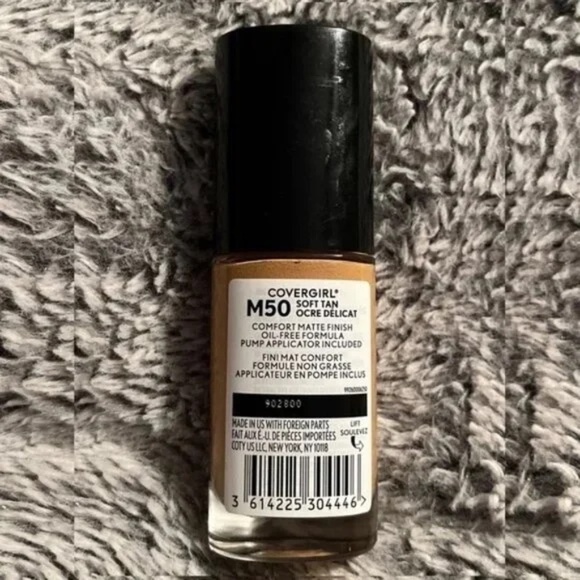 COVERGIRL®
M50 SOFT TAN
OCRE DÉLICAT
COMFORT MATTE FINISH
OIL-FREE FORMULA
PUMP APPLICATOR INCLUDED
FINI MAT CONFORT
FORMULE NON GRASSE
APPLICATEUR EN POMPE INCLUS
902800
MADE IN US WITH FOREIGN PARTS
FAIT AUX É.-U. DE PIÈCES IMPORTÉES
COTY US LLC, NEW YORK, NY 10118
LIFT
SOULEVEZ
3 614225 304446